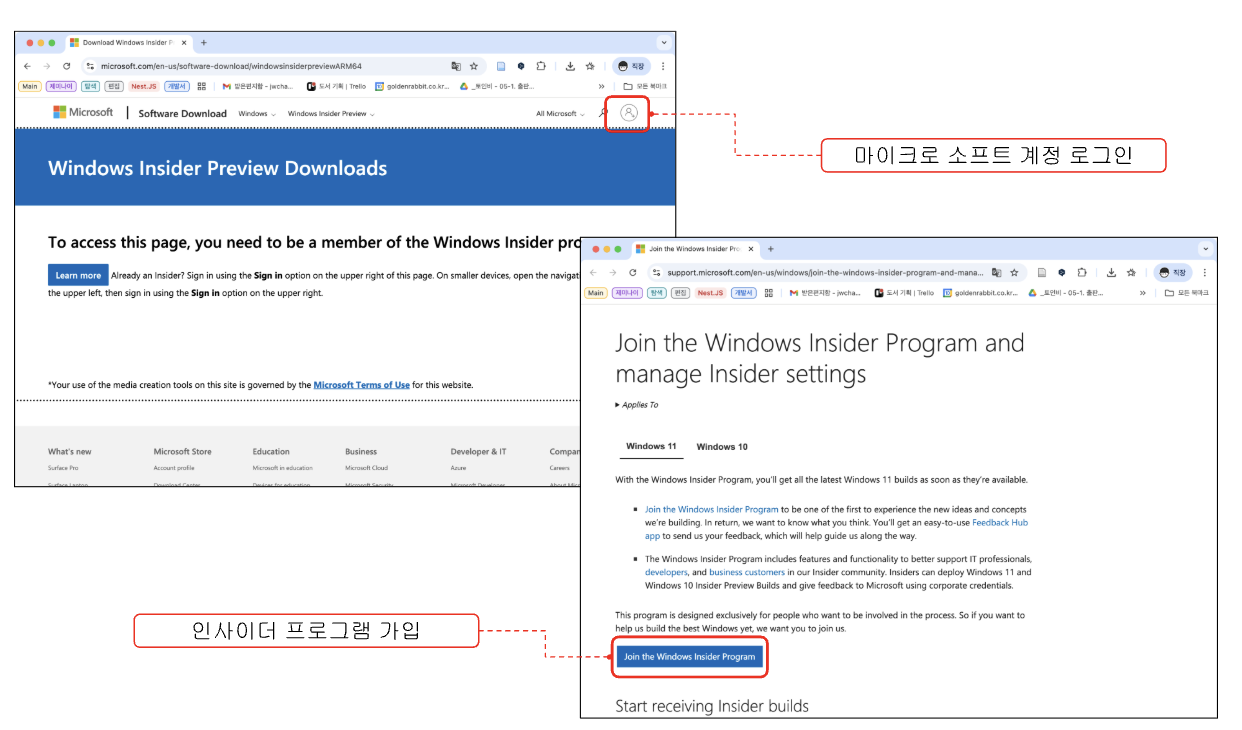 Download Windows Insider Pr
microsoft.com/en-us/software-download/windowsinsiderpreviewARM64
직장
Main 제미나이 탐색 편집 Nest.JS 개발서 받은편지함 - jwcha... 도서 기획 | Trello goldenrabbit.co.kr... _토인비 - 05-1. 출판... » 모든 북마크
Microsoft Software Download Windows Windows Insider Preview All Microsoft
마이크로 소프트 계정 로그인
Windows Insider Preview Downloads
To access this page, you need to be a member of the Windows Insider pro
Learn more Already an Insider? Sign in using the Sign in option on the upper right of this page. On smaller devices, open the navigat
the upper left, then sign in using the Sign in option on the upper right.
*Your use of the media creation tools on this site is governed by the Microsoft Terms of Use for this website.
What's new Microsoft Store Education Business Developer & IT Compan
Surface Pro Account profile Microsoft in education Microsoft Cloud Azure Careers
Surface Laptop Download Center Devices for education Microsoft Security Microsoft Developer About Micr
Join the Windows Insider Pro
support.microsoft.com/en-us/windows/join-the-windows-insider-program-and-mana...
직장
Main 제미나이 탐색 편집 Nest.JS 개발서 받은편지함 - jwcha... 도서 기획 | Trello goldenrabbit.co.kr... _토인비 - 05-1. 출판... » 모든 북마크
Join the Windows Insider Program and
manage Insider settings
Applies To
Windows 11 Windows 10
With the Windows Insider Program, you'll get all the latest Windows 11 builds as soon as they're available.
Join the Windows Insider Program to be one of the first to experience the new ideas and concepts
we're building. In return, we want to know what you think. You'll get an easy-to-use Feedback Hub
app to send us your feedback, which will help guide us along the way.
The Windows Insider Program includes features and functionality to better support IT professionals,
developers, and business customers in our Insider community. Insiders can deploy Windows 11 and
Windows 10 Insider Preview Builds and give feedback to Microsoft using corporate credentials.
This program is designed exclusively for people who want to be involved in the process. So if you want to
help us build the best Windows yet, we want you to join us.
인사이더 프로그램 가입
Join the Windows Insider Program
Start receiving Insider builds